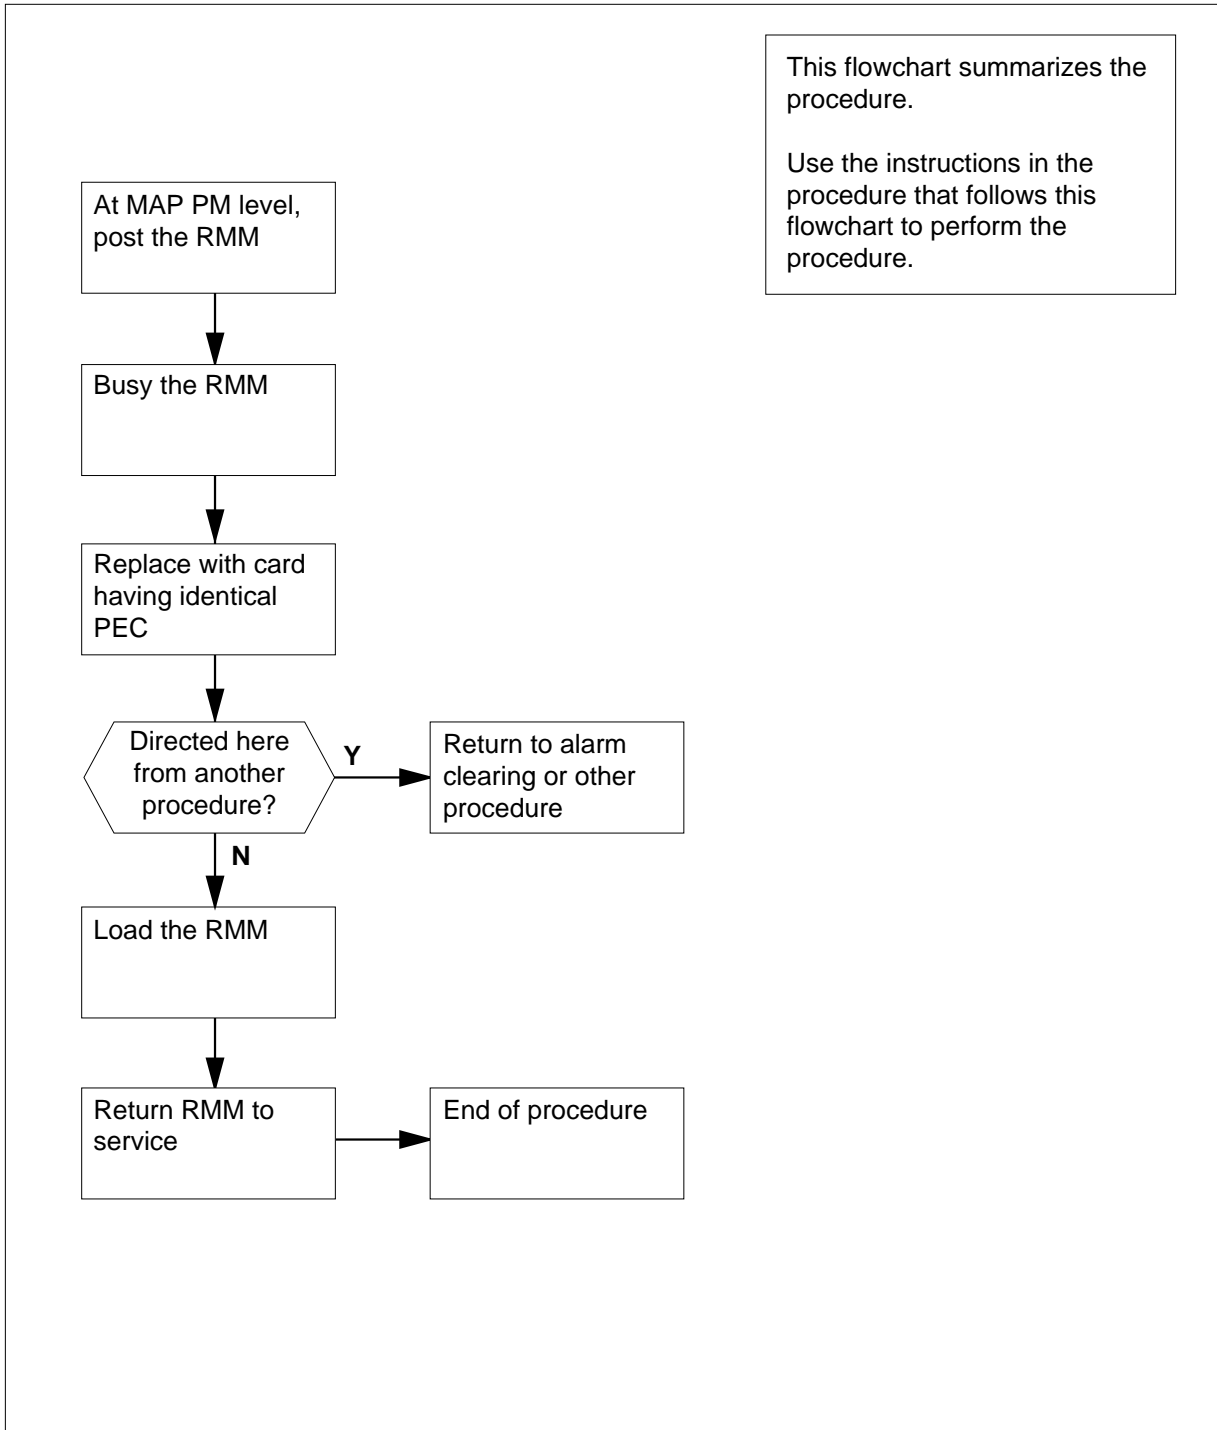 This flowchart summarizes the
procedure.
Use the instructions in the
procedure that follows this
flowchart to perform the
procedure.
At MAP PM level,
post the RMM
Busy the RMM
Replace with card
having identical
PEC
Directed here
from another
procedure?
Y
Return to alarm
clearing or other
procedure
N
Load the RMM
Return RMM to
service
End of procedure